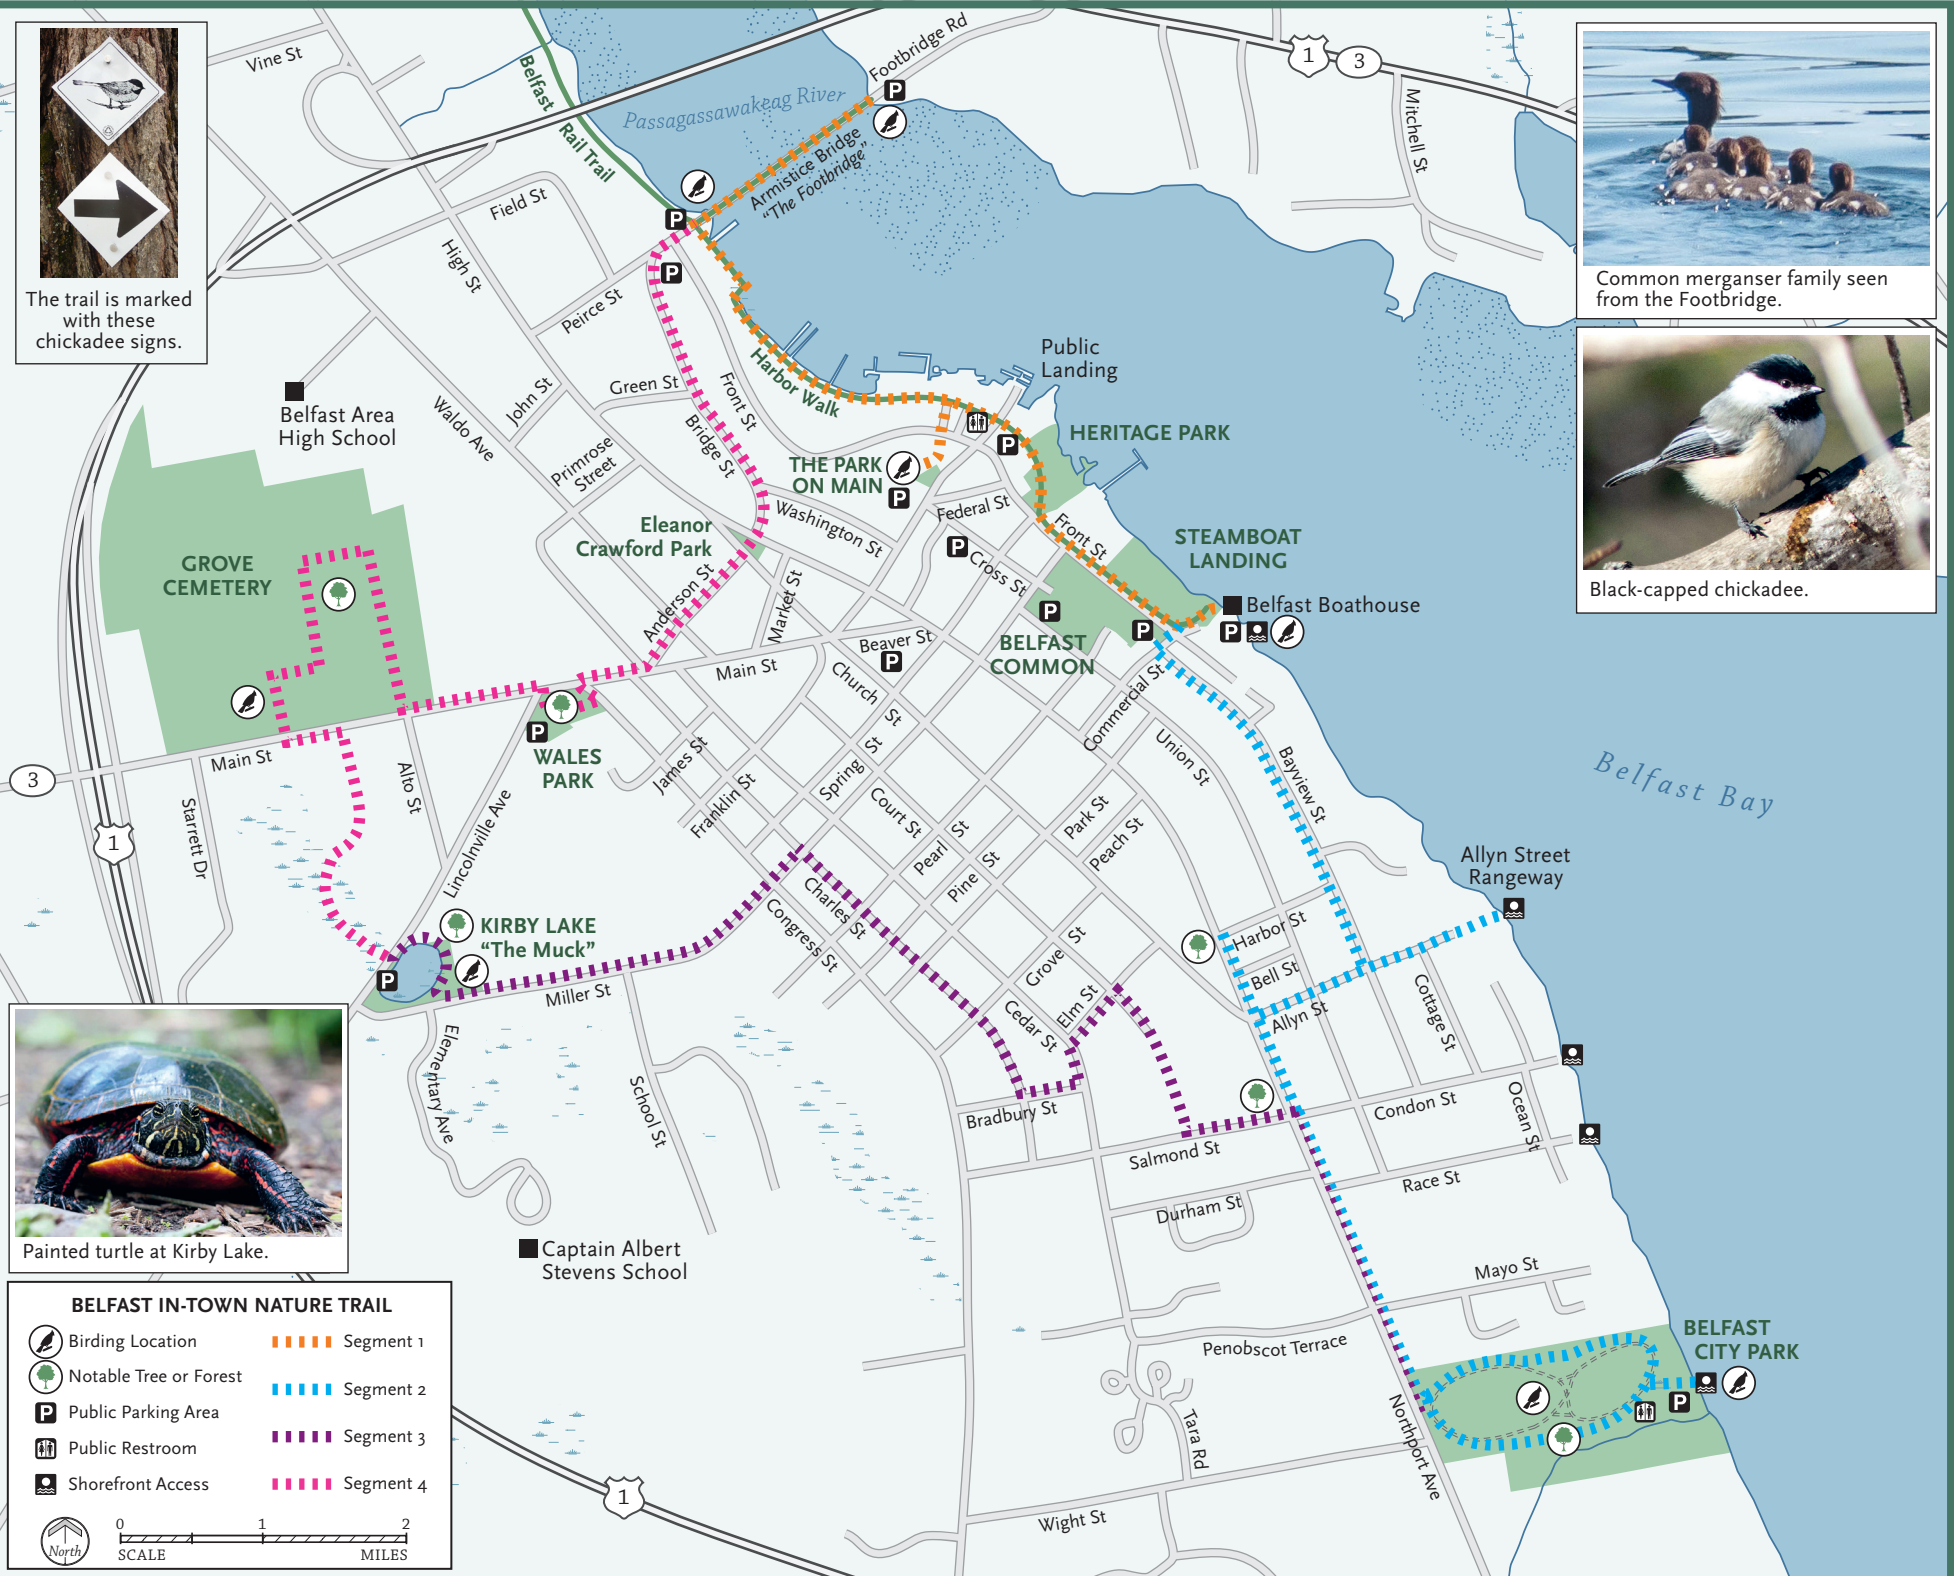 The trail is marked
with these
chickadee signs.
Vine St
Belfast
Rail Trail
Passagassawakeag River
Footbridge Rd
P
Armistice Bridge
“The Footbridge”
1
3
Mitchell St
Common merganser family seen
from the Footbridge.
Black-capped chickadee.
Field St
High St
P
P
Peirce St
Belfast Area
High School
Waldo Ave
John St
Green St
Front St
Harbor Walk
Bridge St
Primrose
Street
Public
Landing
P
HERITAGE PARK
THE PARK
ON MAIN
P
Federal St
Washington St
Eleanor
Crawford Park
P
Cross St
Front St
STEAMBOAT
LANDING
Belfast Boathouse
P
P
P
BELFAST
COMMON
GROVE
CEMETERY
Anderson St
Market St
Beaver St
P
Main St
Church St
Commercial St
P
WALES
PARK
Main St
3
1
Starrett Dr
Alto St
Lincolnville Ave
James St
Franklin St
Spring St
Court St
Pearl St
Pine St
Park St
Peach St
Union St
Bayview St
Belfast Bay
Allyn Street
Rangeway
Charles St
Congress St
KIRBY LAKE
“The Muck”
P
Miller St
Grove St
Cedar St
Elm St
Harbor St
Bell St
Allyn St
Cottage St
Elementary Ave
School St
Bradbury St
Salmond St
Condon St
Ocean St
Race St
Durham St
Captain Albert
Stevens School
Mayo St
Penobscot Terrace
BELFAST
CITY PARK
P
Tara Rd
Northport Ave
Wight St
1
Painted turtle at Kirby Lake.
BELFAST IN-TOWN NATURE TRAIL
Birding Location
Segment 1
Notable Tree or Forest
Segment 2
P
Public Parking Area
Segment 3
Public Restroom
Shorefront Access
Segment 4
North
0
1
2
SCALE
MILES